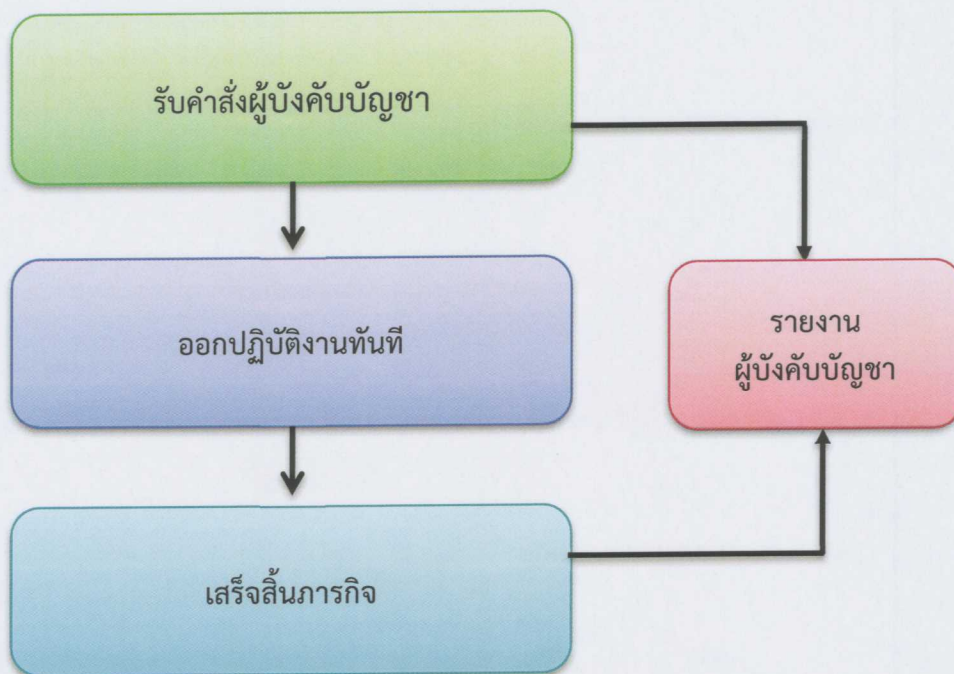 รับคำสั่งผู้บังคับบัญชา
ออกปฏิบัติงานทันที
รายงาน
ผู้บังคับบัญชา
เสร็จสิ้นภารกิจ